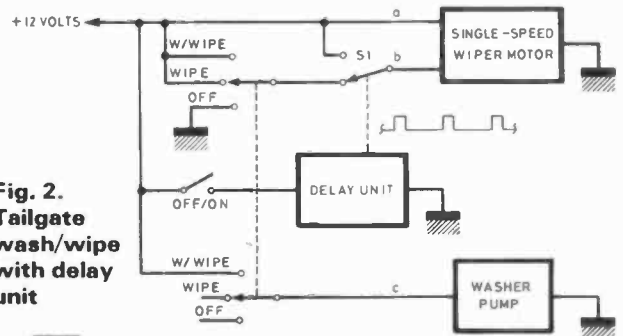 +12 VOLTS
a
SINGLE-SPEED
WIPER MOTOR
W/WIPE
S1
b
WIPE
OFF
OFF/ON
DELAY UNIT
Fig. 2.
Tailgate
wash/wipe
with delay
unit
W/WIPE
WIPE
c
WASHER
PUMP
OFF